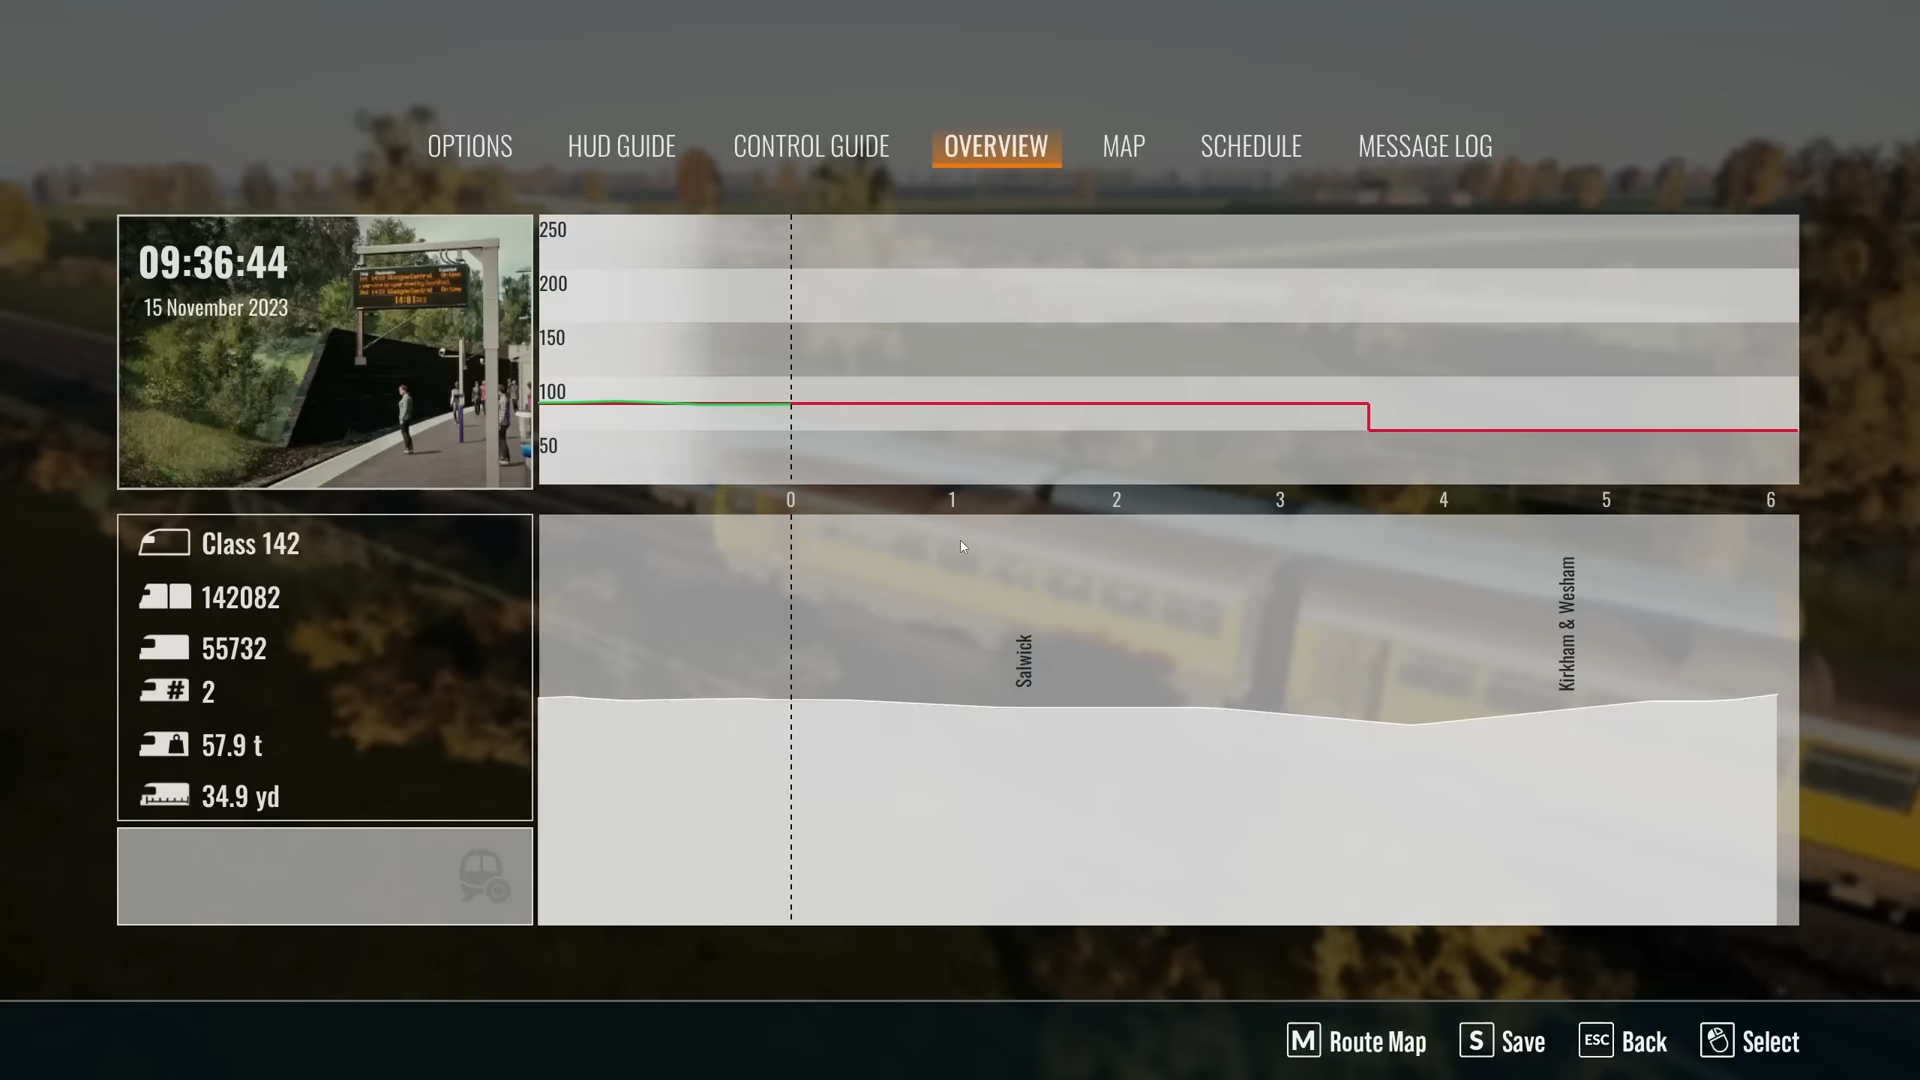 OPTIONS HUD GUIDE CONTROL GUIDE OVERVIEW MAP SCHEDULE MESSAGE LOG
09:36:44
15 November 2023
250
200
150
100
50
0 1 2 3 4 5 6
Class 142
142082
55732
# 2
57.9 t
34.9 yd
Salwick
Kirkham & Wesham
M Route Map S Save ESC Back Select